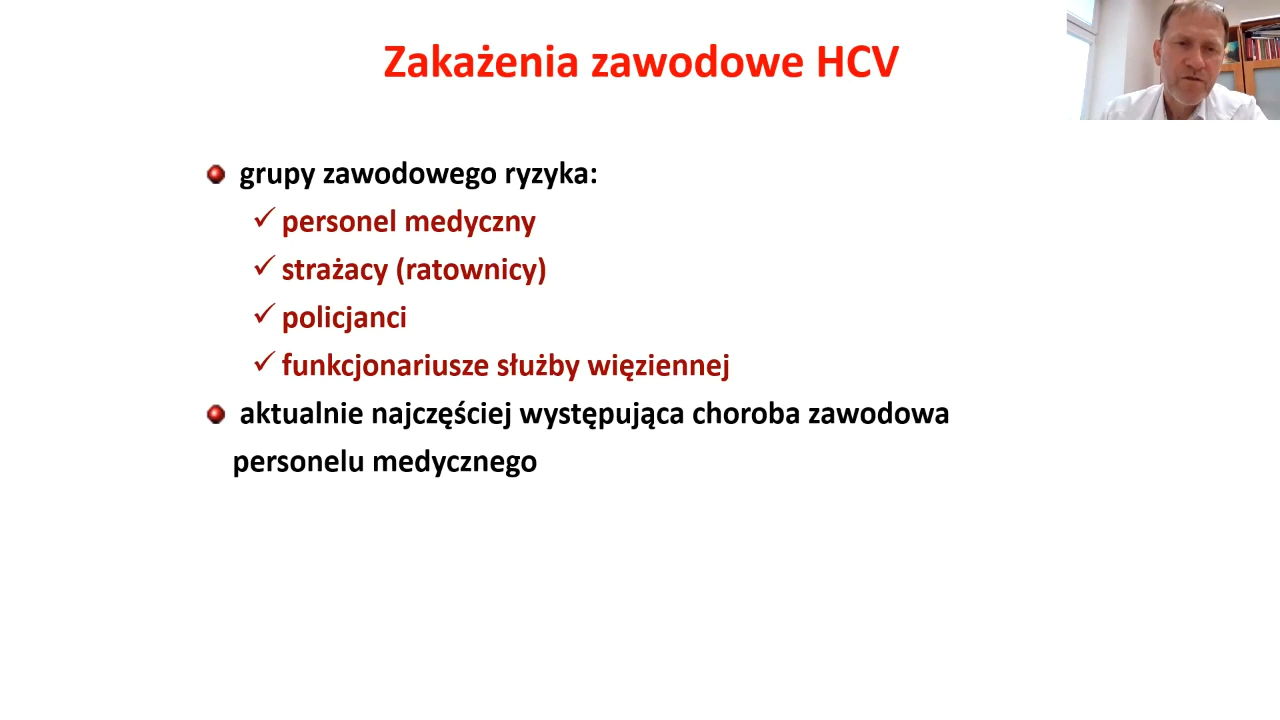 Zakażenia zawodowe HCV
grupy zawodowego ryzyka:
personel medyczny
strażacy (ratownicy)
policjanci
funkcjonariusze służby więziennej
aktualnie najczęściej występująca choroba zawodowa
personelu medycznego